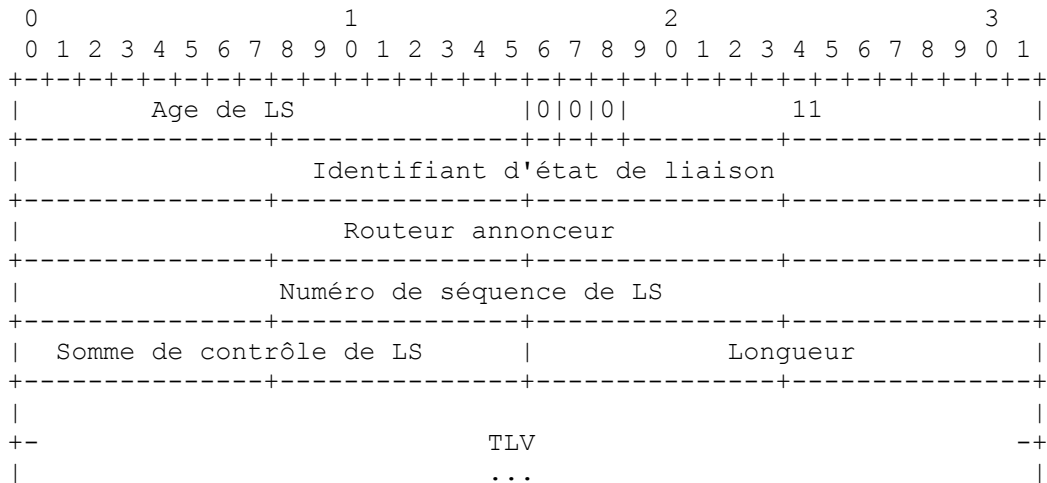 0                   1                   2                   3
 0 1 2 3 4 5 6 7 8 9 0 1 2 3 4 5 6 7 8 9 0 1 2 3 4 5 6 7 8 9 0 1
+-+-+-+-+-+-+-+-+-+-+-+-+-+-+-+-+-+-+-+-+-+-+-+-+-+-+-+-+-+-+-+-+
|        Age de LS              |0|0|0|          11             |
+---------------+---------------+-+-+-+---------+---------------+
|                  Identifiant d'état de liaison                |
+---------------+---------------+---------------+---------------+
|                    Routeur annonceur                          |
+---------------+---------------+---------------+---------------+
|                Numéro de séquence de LS                       |
+---------------+---------------+---------------+---------------+
|  Somme de contrôle de LS      |            Longueur           |
+---------------+---------------+---------------+---------------+
|                                                               |
+-                            TLV                              -+
|                             ...                               |